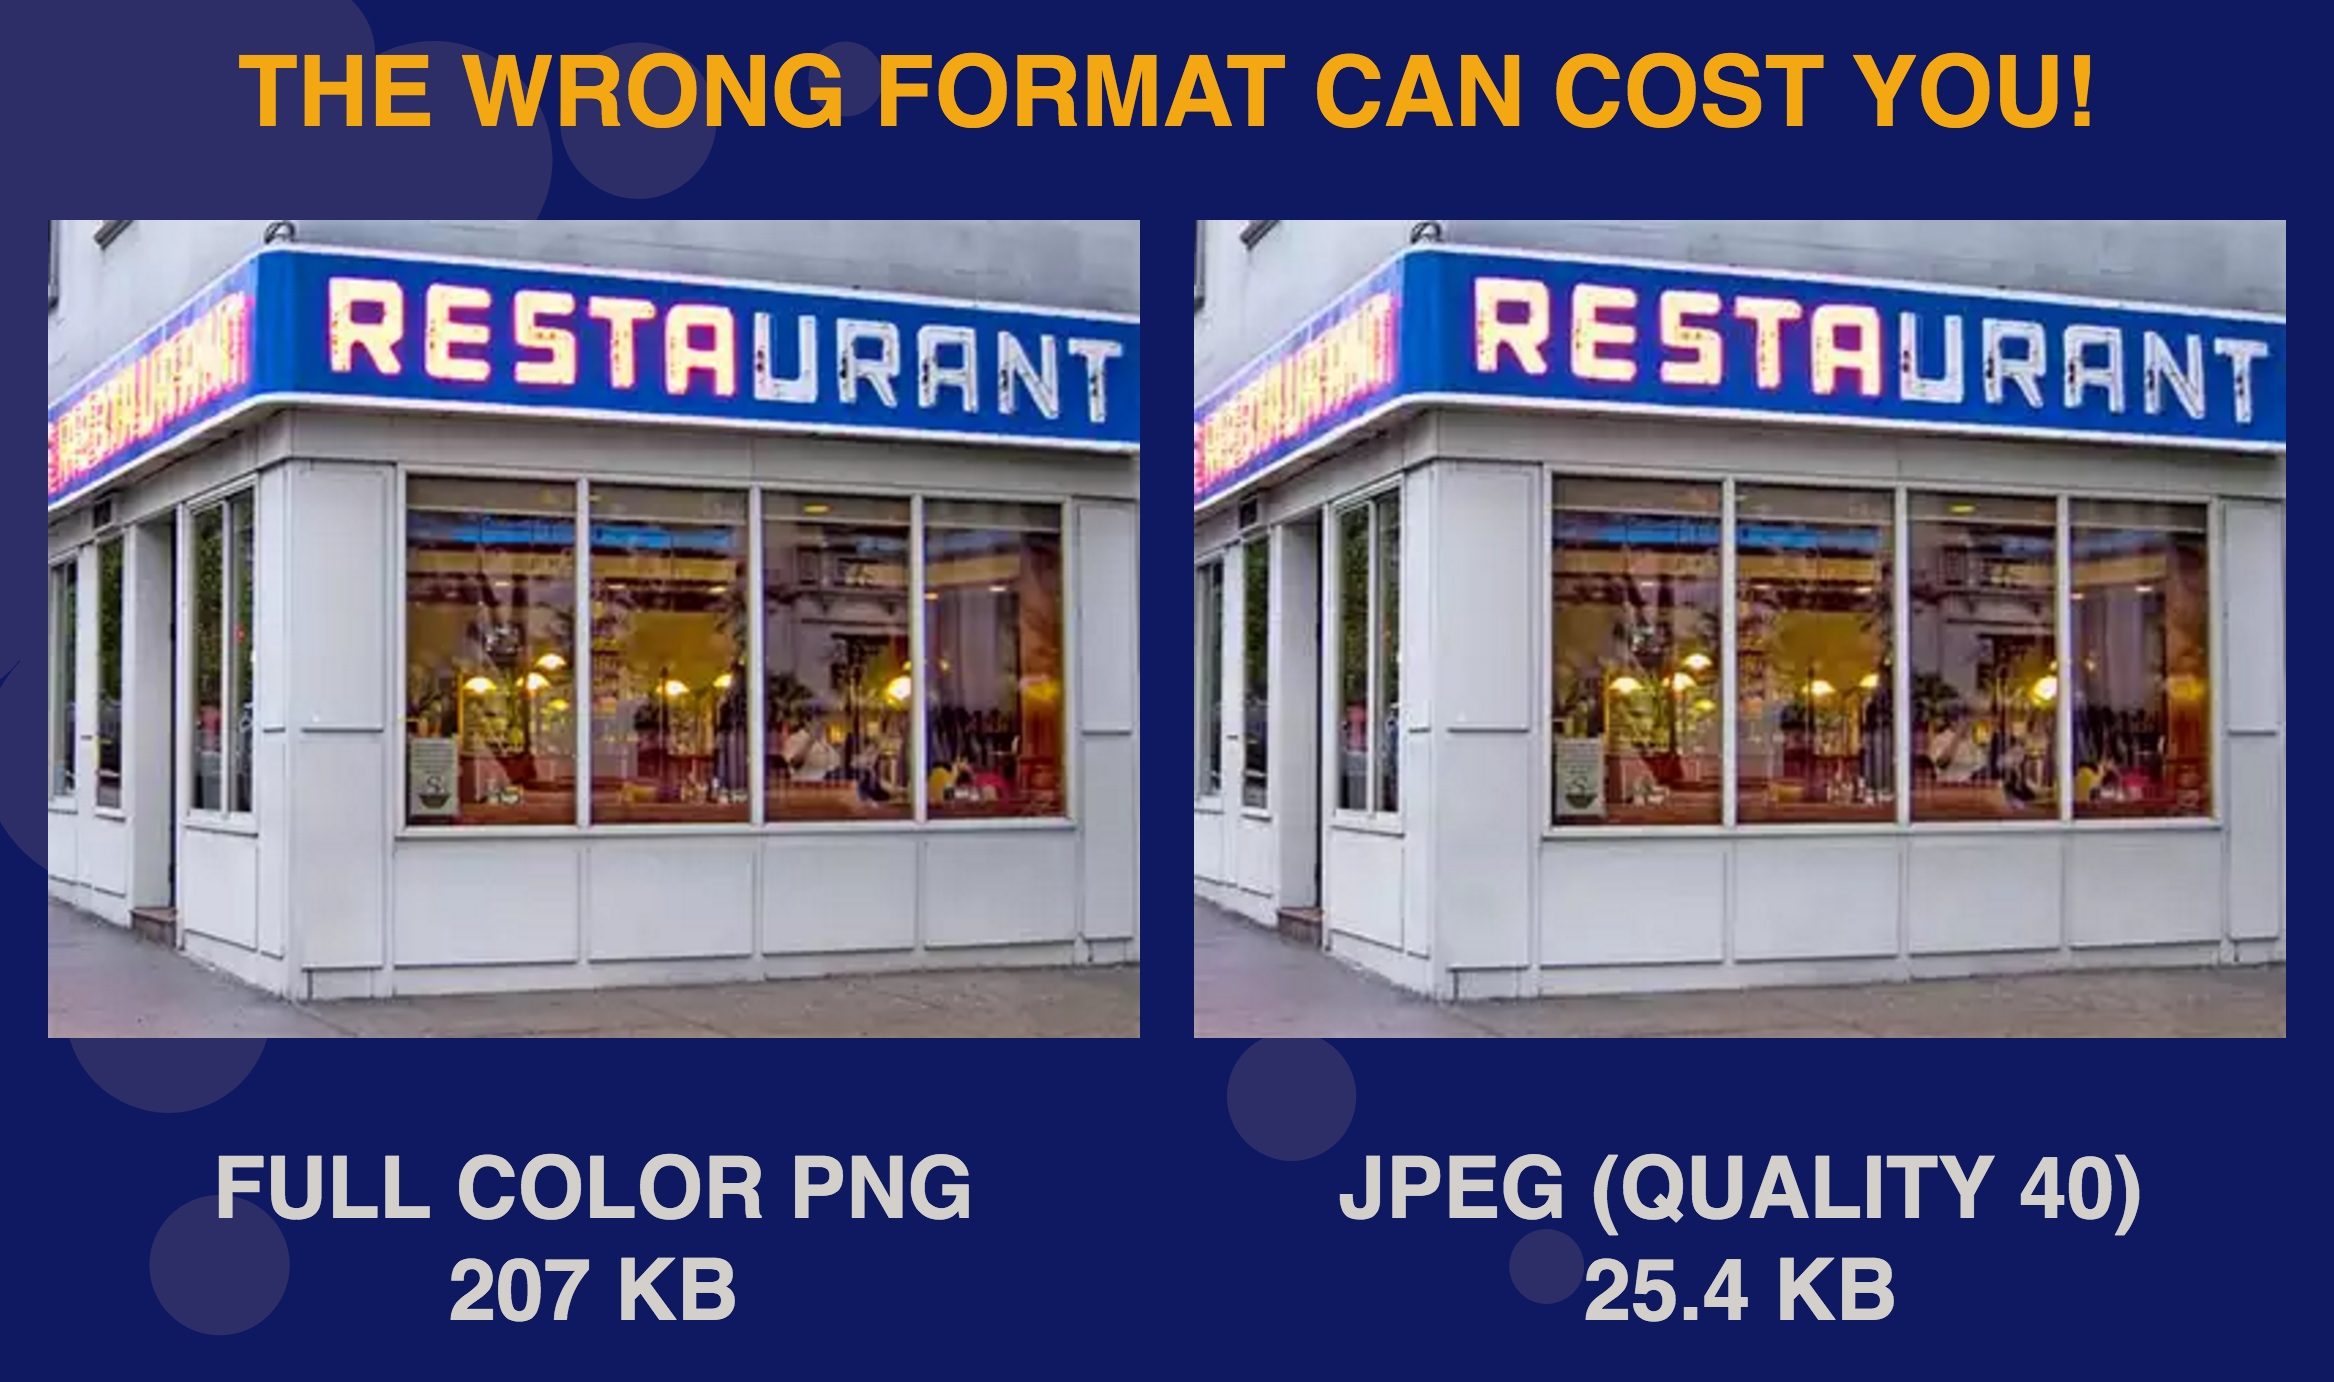 THE WRONG FORMAT CAN COST YOU!
RESTAURANT
RESTAURANT
RESTAURANT
RESTAURANT
FULL COLOR PNG
207 KB
JPEG (QUALITY 40)
25.4 KB